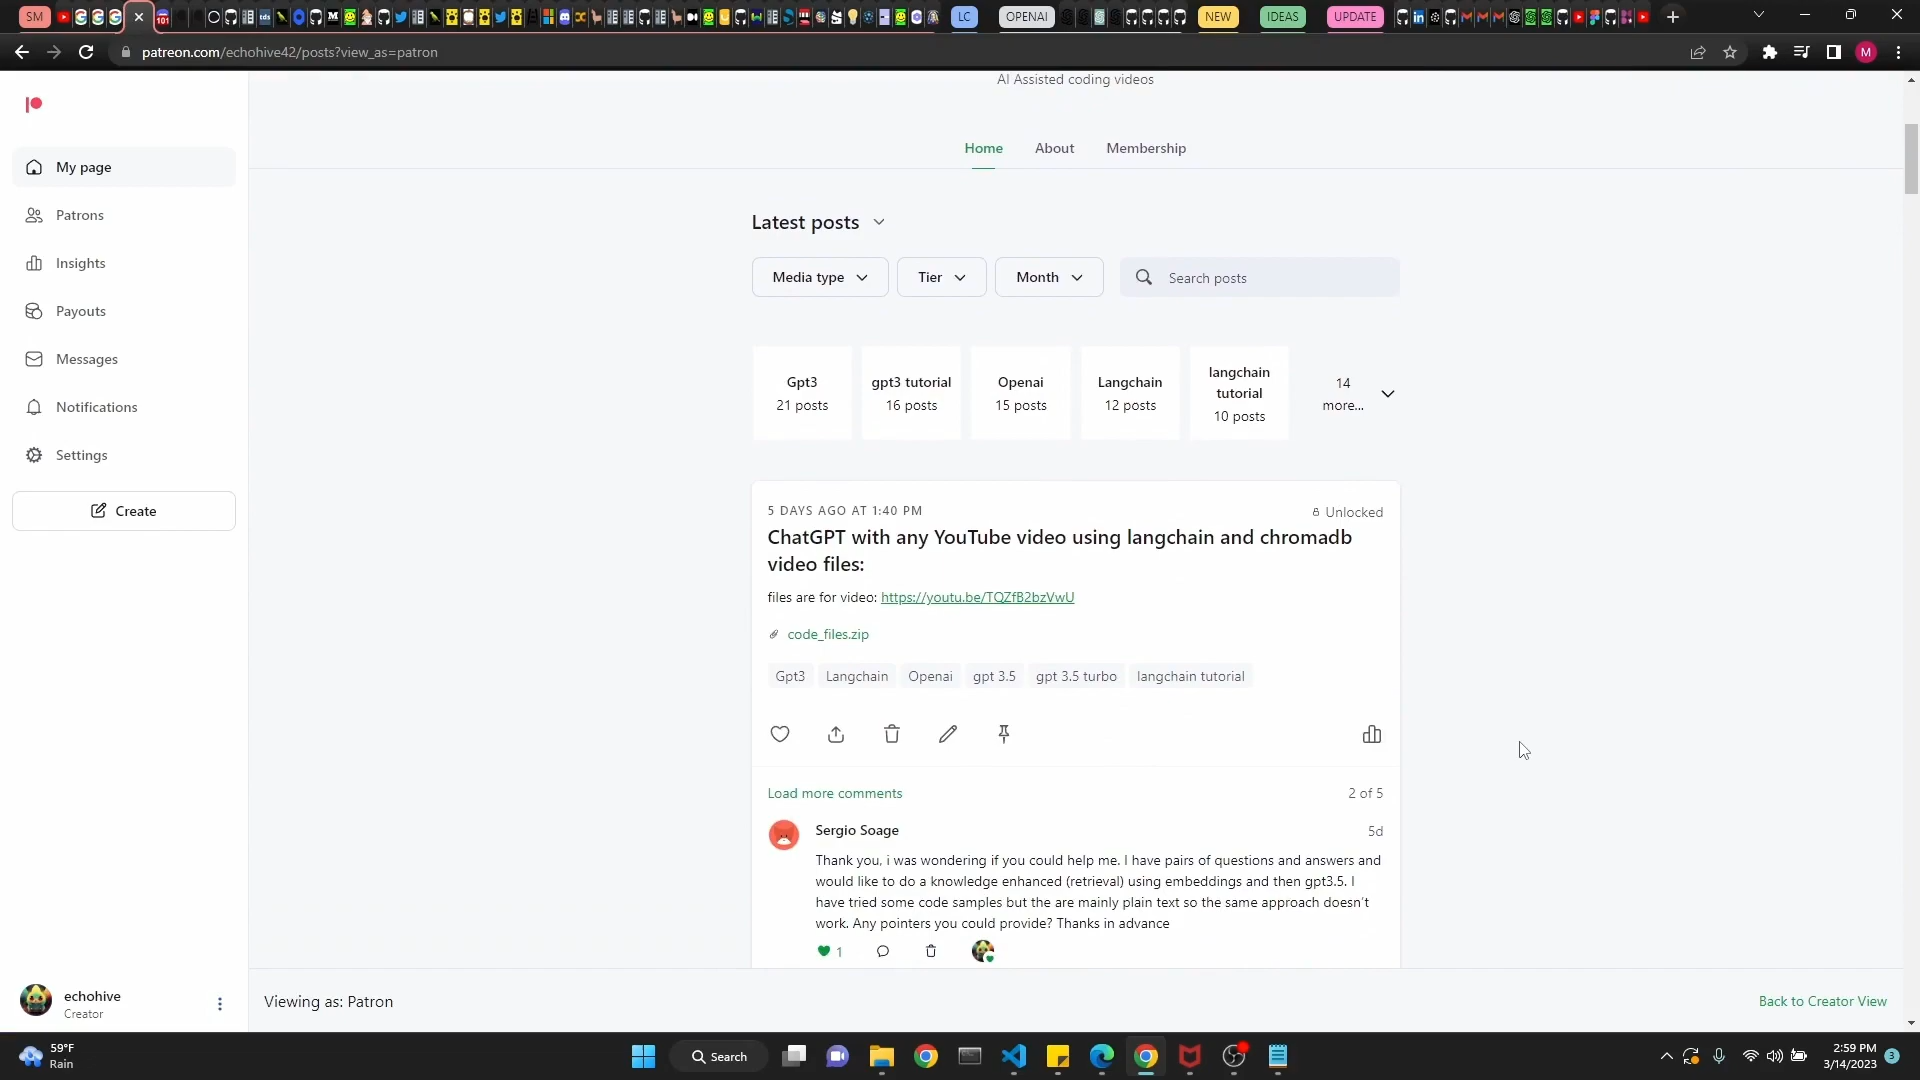 SM
LC
OPENAI
NEW
IDEAS
UPDATE
patreon.com/echohive42/posts?view_as=patron
M
AI Assisted coding videos
My page
Patrons
Insights
Payouts
Messages
Notifications
Settings
Create
Home
About
Membership
Latest posts
Media type
Tier
Month
Search posts
Gpt3
21 posts
gpt3 tutorial
16 posts
Openai
15 posts
Langchain
12 posts
langchain
tutorial
10 posts
14
more...
5 DAYS AGO AT 1:40 PM
Unlocked
ChatGPT with any YouTube video using langchain and chromadb
video files:
files are for video: https://youtu.be/TQZfB2bzVwU
code_files.zip
Gpt3 Langchain Openai gpt 3.5 gpt 3.5 turbo langchain tutorial
Load more comments
2 of 5
Sergio Soage
5d
Thank you, i was wondering if you could help me. I have pairs of questions and answers and
would like to do a knowledge enhanced (retrieval) using embeddings and then gpt3.5. I
have tried some code samples but the are mainly plain text so the same approach doesn't
work. Any pointers you could provide? Thanks in advance
1
echohive
Creator
Viewing as: Patron
Back to Creator View
59°F
Rain
Search
2:59 PM
3/14/2023
3